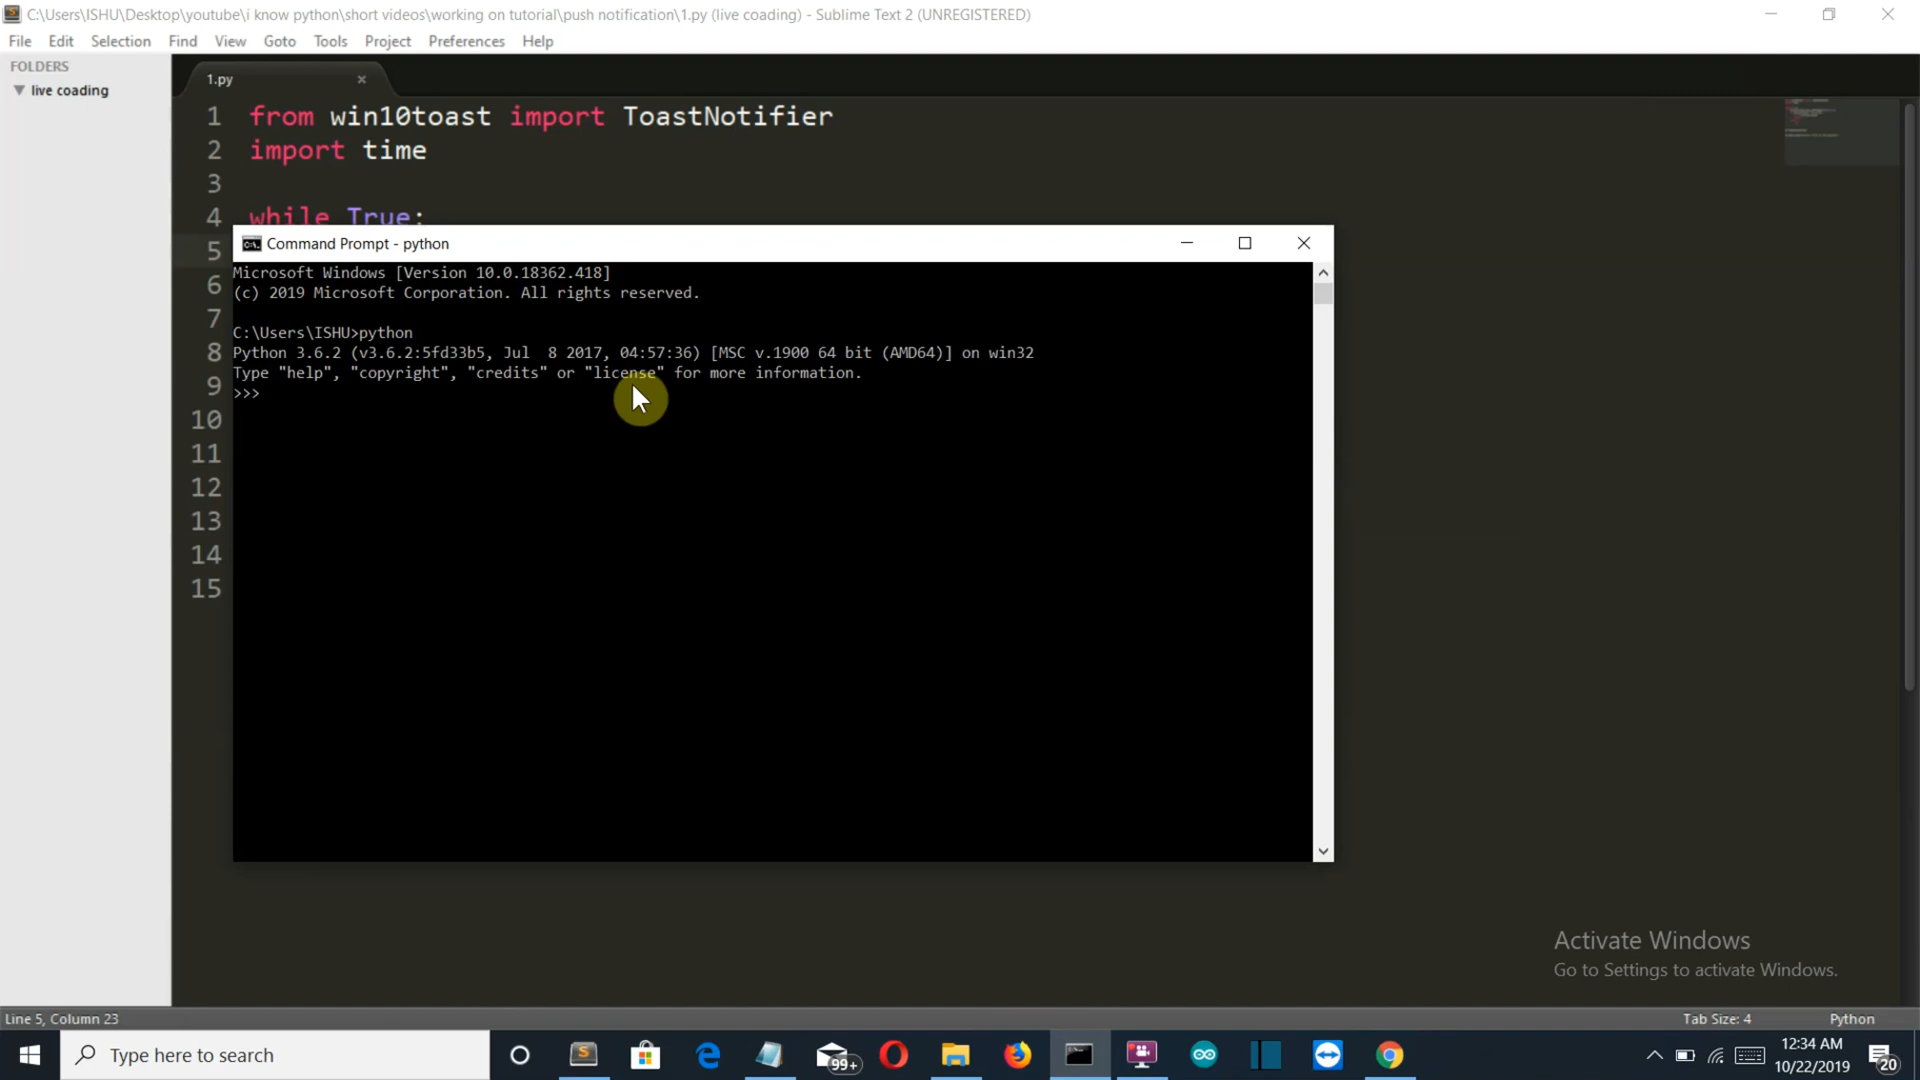 C:\Users\ISHU\Desktop\youtube\i know python\short videos\working on tutorial\push notification\1.py (live coading) - Sublime Text 2 (UNREGISTERED)
File Edit Selection Find View Goto Tools Project Preferences Help
FOLDERS
live coading
1.py
1 from win10toast import ToastNotifier
2 import time
3
4 while True:
5
6
7
8
9
10
11
12
13
14
15
Command Prompt - python
Microsoft Windows [Version 10.0.18362.418]
(c) 2019 Microsoft Corporation. All rights reserved.
C:\Users\ISHU>python
Python 3.6.2 (v3.6.2:5fd33b5, Jul  8 2017, 04:57:36) [MSC v.1900 64 bit (AMD64)] on win32
Type "help", "copyright", "credits" or "license" for more information.
>>>
Activate Windows
Go to Settings to activate Windows.
Line 5, Column 23
Tab Size: 4
Python
Type here to search
99+
12:34 AM
10/22/2019
20